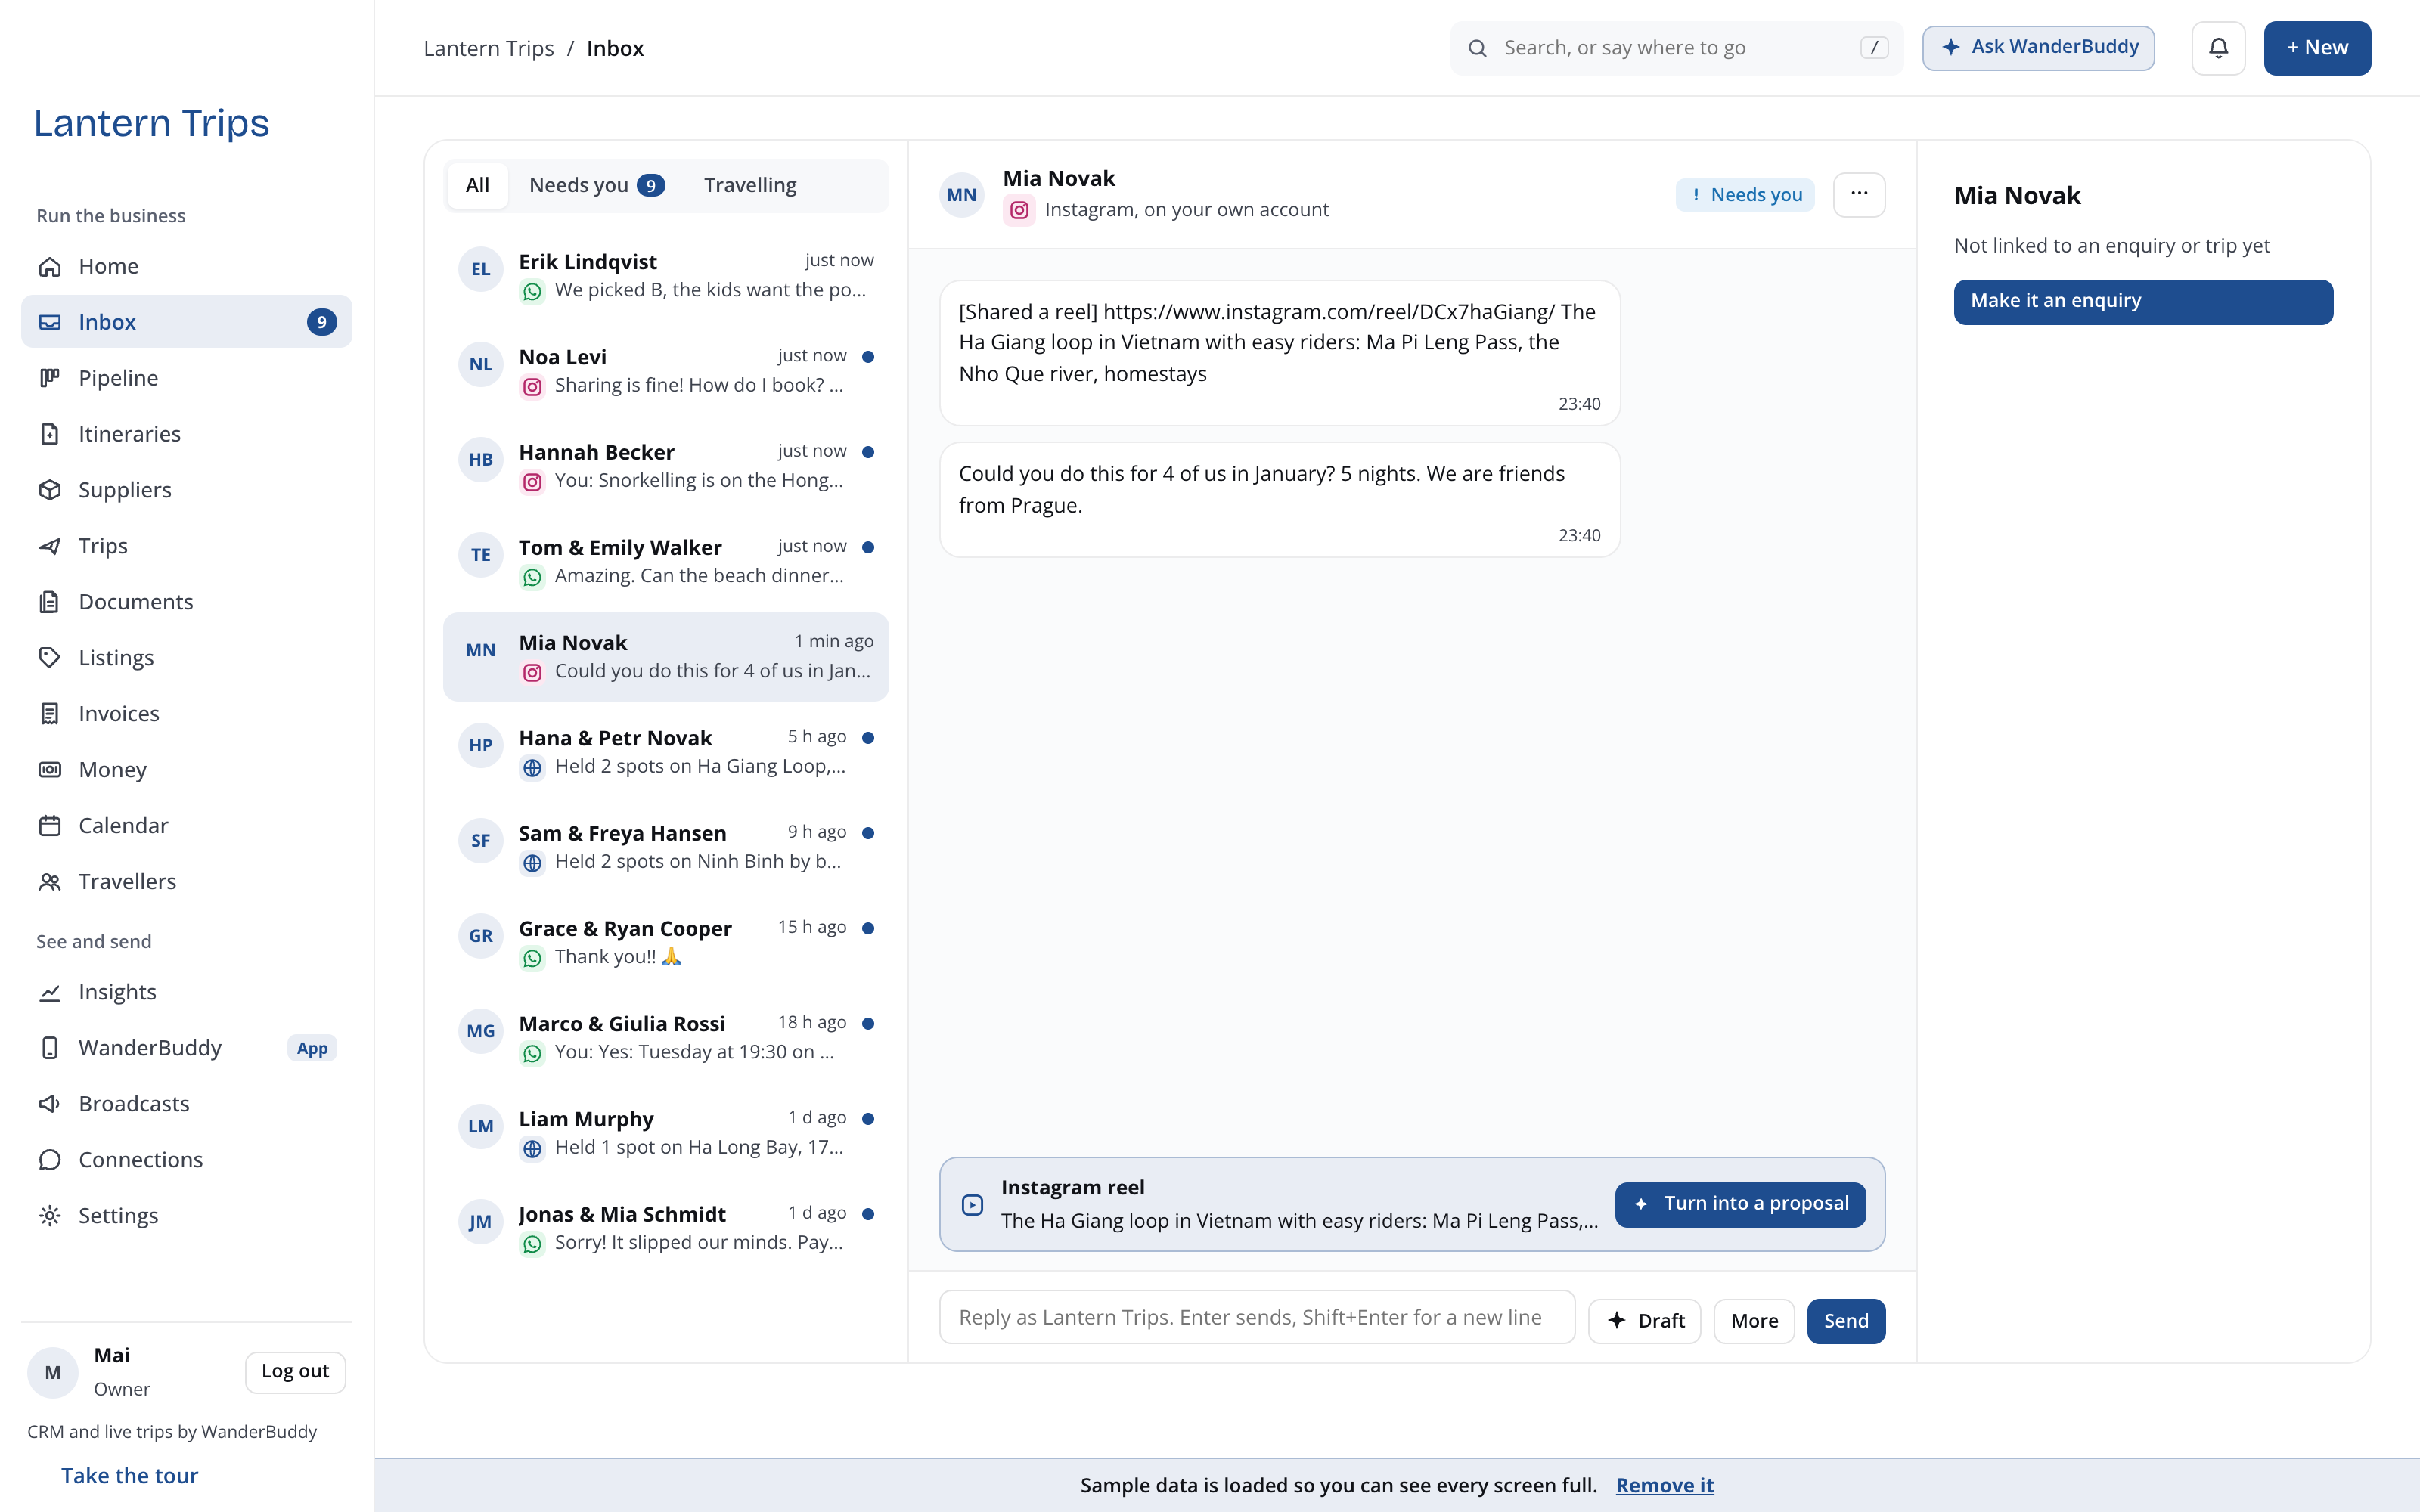 Lantern Trips
Run the business
Home
Inbox 9
Pipeline
Itineraries
Suppliers
Trips
Documents
Listings
Invoices
Money
Calendar
Travellers
See and send
Insights
WanderBuddy App
Broadcasts
Connections
Settings
M
Mai
Owner
Log out
CRM and live trips by WanderBuddy
Take the tour
Lantern Trips / Inbox
Search, or say where to go /
Ask WanderBuddy
+ New
All Needs you 9 Travelling
EL
Erik Lindqvist just now
We picked B, the kids want the po...
NL
Noa Levi just now
Sharing is fine! How do I book? ...
HB
Hannah Becker just now
You: Snorkelling is on the Hong...
TE
Tom & Emily Walker just now
Amazing. Can the beach dinner...
MN
Mia Novak 1 min ago
Could you do this for 4 of us in Jan...
HP
Hana & Petr Novak 5 h ago
Held 2 spots on Ha Giang Loop,...
SF
Sam & Freya Hansen 9 h ago
Held 2 spots on Ninh Binh by b...
GR
Grace & Ryan Cooper 15 h ago
Thank you!! 🙏
MG
Marco & Giulia Rossi 18 h ago
You: Yes: Tuesday at 19:30 on ...
LM
Liam Murphy 1 d ago
Held 1 spot on Ha Long Bay, 17...
JM
Jonas & Mia Schmidt 1 d ago
Sorry! It slipped our minds. Pay...
MN
Mia Novak
Instagram, on your own account
! Needs you
...
[Shared a reel] https://www.instagram.com/reel/DCx7haGiang/ The
Ha Giang loop in Vietnam with easy riders: Ma Pi Leng Pass, the
Nho Que river, homestays
23:40
Could you do this for 4 of us in January? 5 nights. We are friends
from Prague.
23:40
Instagram reel
The Ha Giang loop in Vietnam with easy riders: Ma Pi Leng Pass,...
Turn into a proposal
Reply as Lantern Trips. Enter sends, Shift+Enter for a new line
Draft
More
Send
Mia Novak
Not linked to an enquiry or trip yet
Make it an enquiry
Sample data is loaded so you can see every screen full. Remove it